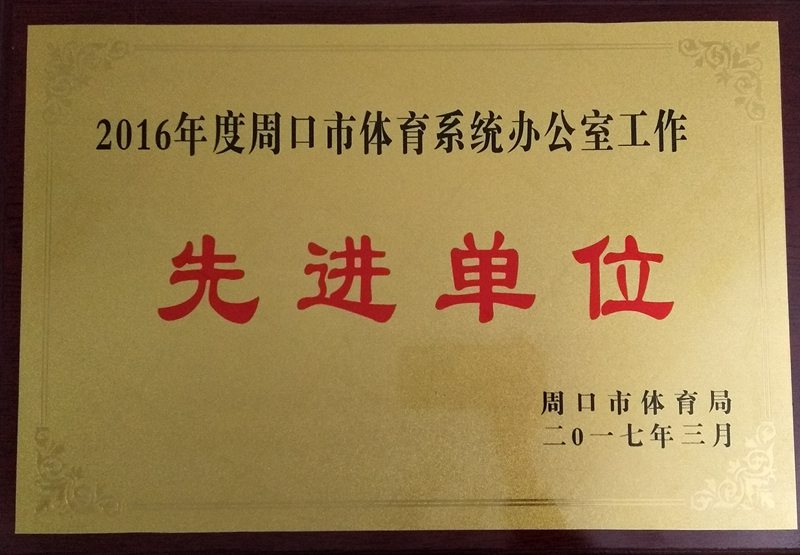 2016年度周口市体育系统办公室工作
先进单位
周口市体育局
二0一七年三月